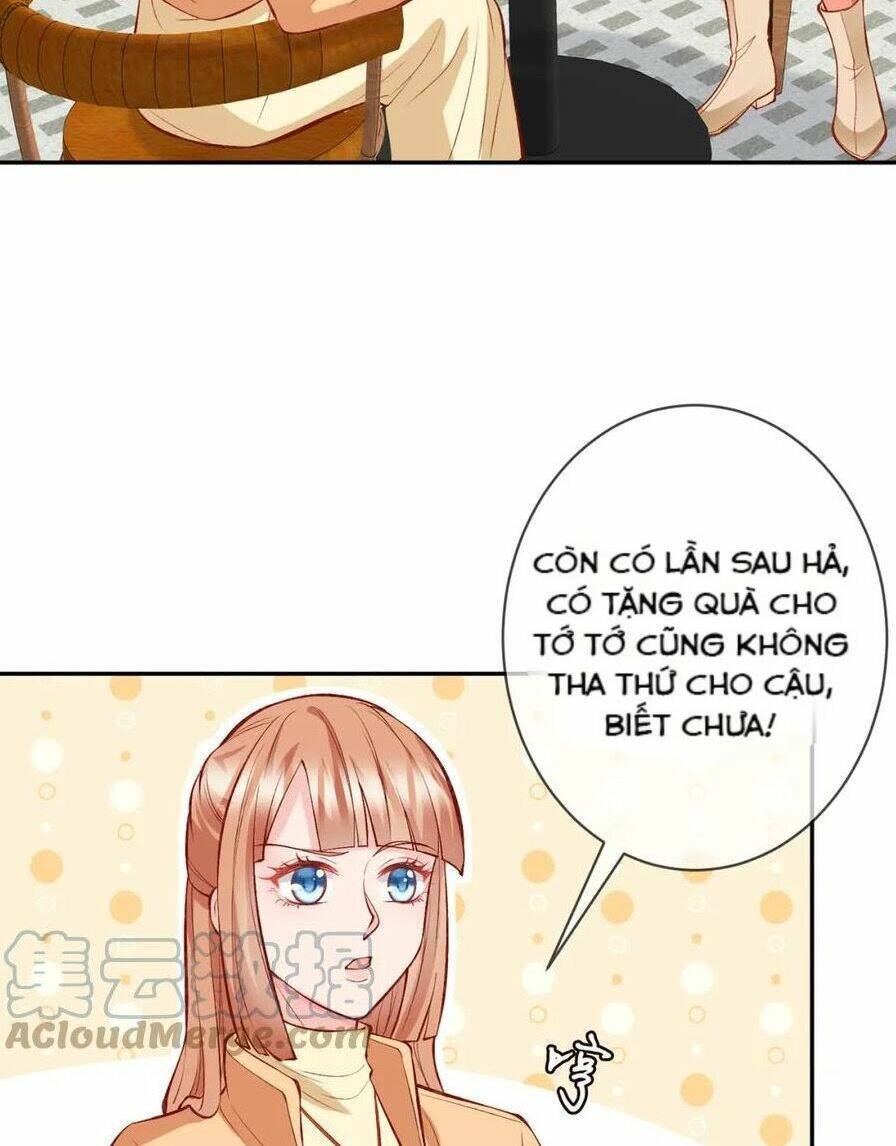 CÒN CÓ LẦN SAU HẢ,
CÓ TẶNG QUÀ CHO
TỚ TỚ CŨNG KHÔNG
THA THỨ CHO CẬU,
BIẾT CHƯA!
集云数据
ACloudMerge.com
哼